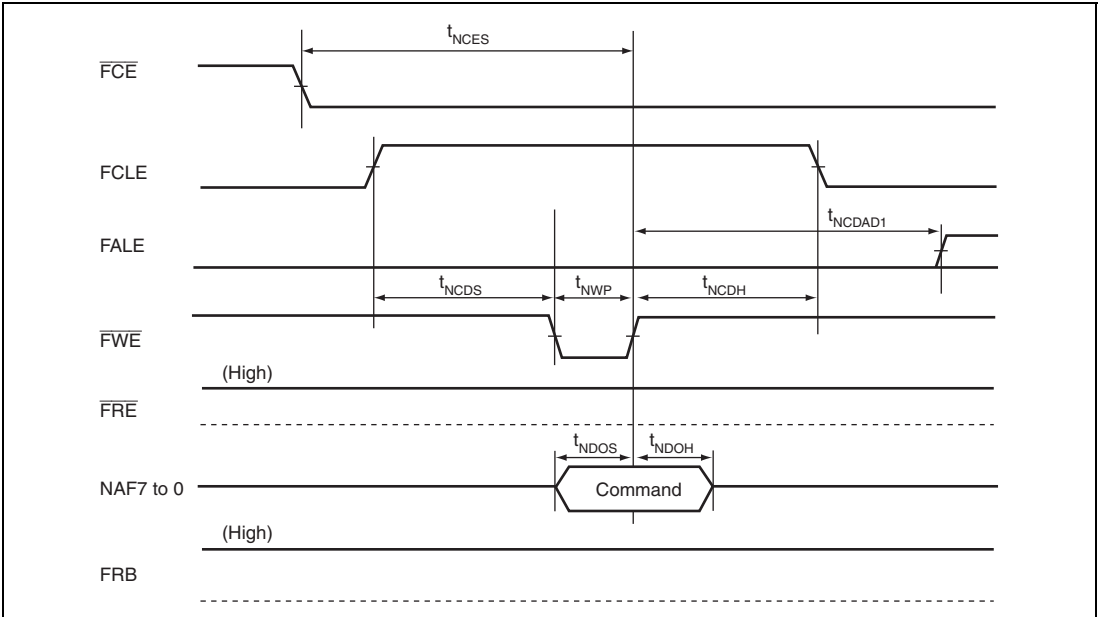 tNCES
FCE
FCLE
tNCDAD1
FALE
tNCDS tNWP tNCDH
FWE
(High)
FRE
tNDOS tNDOH
NAF7 to 0 Command
(High)
FRB